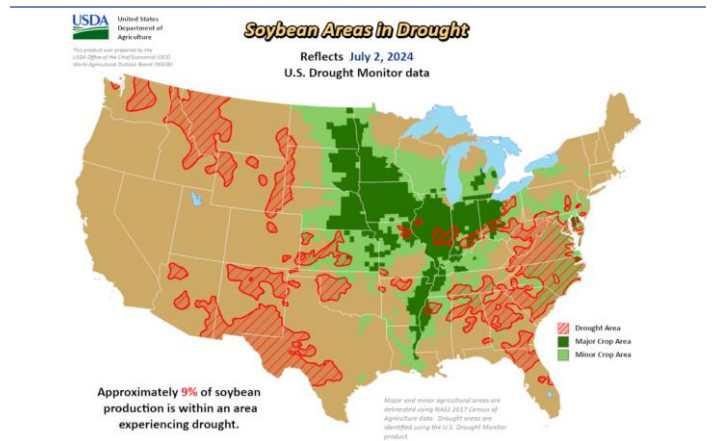 USDA
United States
Department of
Agriculture
This product was prepared by the
USDA Office of the Chief Economist (OCE)
World Agricultural Outlook Board (WAOB)
Soybean Areas in Drought
Reflects July 2, 2024
U.S. Drought Monitor data
Drought Area
Major Crop Area
Minor Crop Area
Approximately 9% of soybean
production is within an area
experiencing drought.
Major and minor agricultural areas are
delineated using NASS 2017 Census of
Agriculture data. Drought areas are
identified using the U.S. Drought Monitor
product.